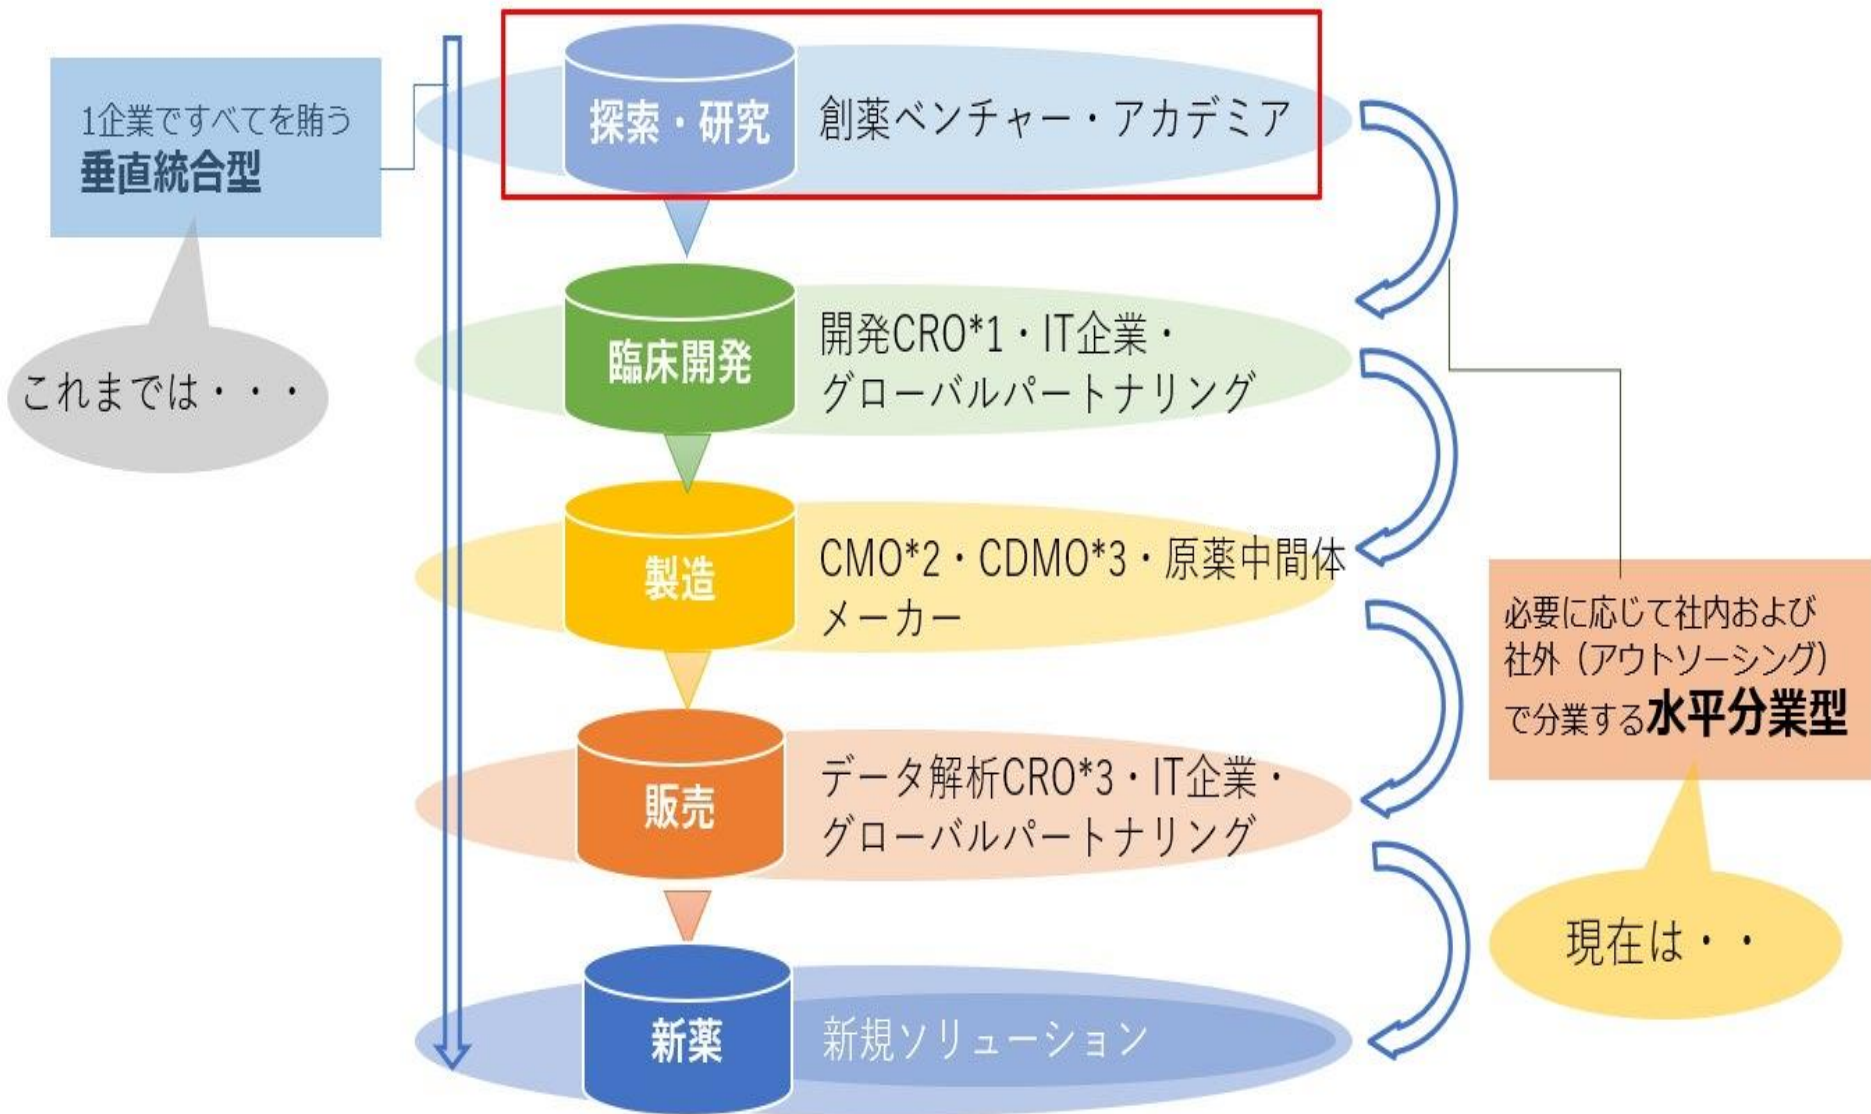 1企業ですべてを賄う
垂直統合型
これまでは・・・
探索・研究
創薬ベンチャー・アカデミア
臨床開発
開発CRO*1・IT企業・
グローバルパートナリング
製造
CMO*2・CDMO*3・原薬中間体
メーカー
販売
データ解析CRO*3・IT企業・
グローバルパートナリング
新薬
新規ソリューション
必要に応じて社内および
社外（アウトソーシング）
で分業する水平分業型
現在は・・